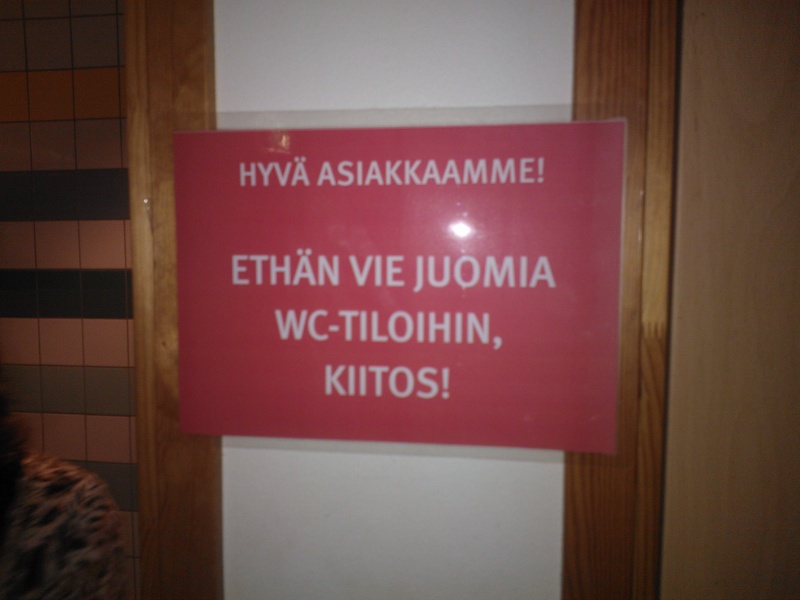 HYVÄ ASIAKKAAMME!
ETHÄN VIE JUOMIA
WC-TILOIHIN,
KIITOS!